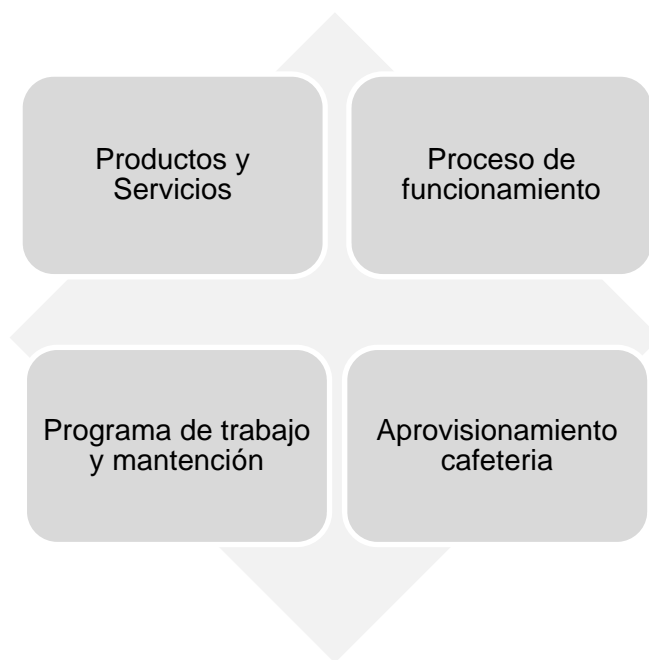 Productos y
Servicios
Proceso de
funcionamiento
Programa de trabajo
y mantención
Aprovisionamiento
cafeteria